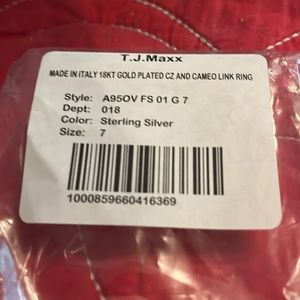 T.J.Maxx
MADE IN ITALY 18KT GOLD PLATED CZ AND CAMEO LINK RING
Style: A95OV FS 01 G 7
Dept: 018
Color: Sterling Silver
Size: 7
1000859660416369